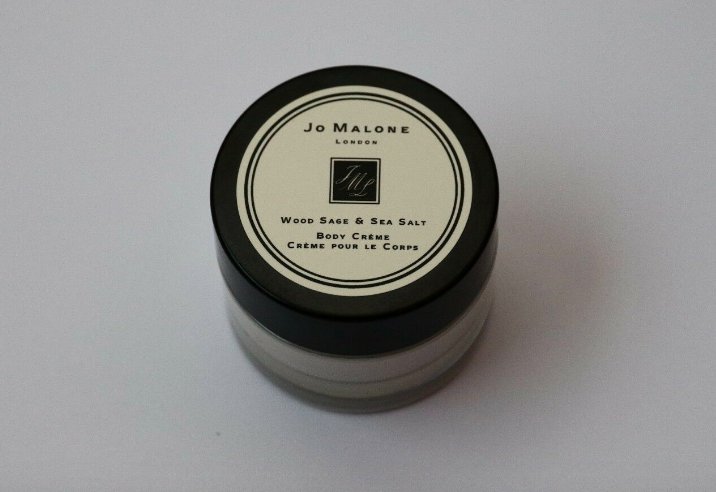 Jo Malone
London
JML
Wood Sage & Sea Salt
Body Crème
Crème pour le Corps